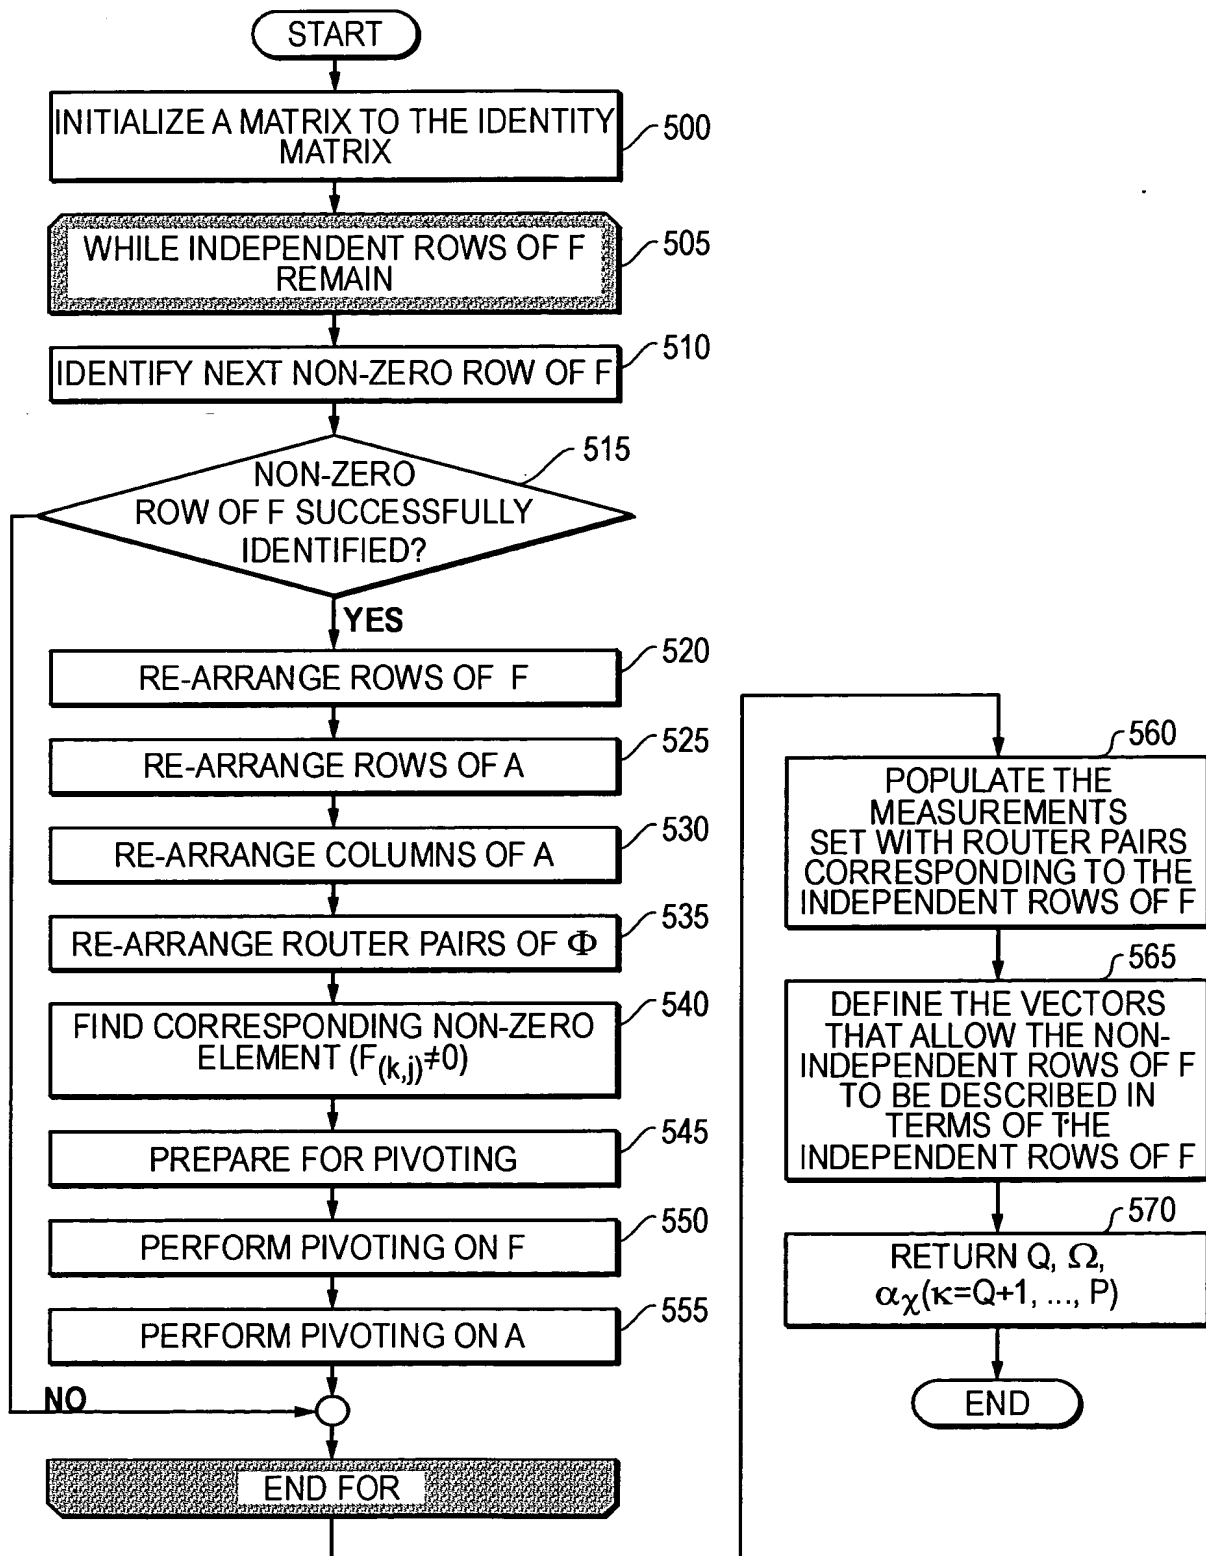 START
INITIALIZE A MATRIX TO THE IDENTITY
MATRIX
500
WHILE INDEPENDENT ROWS OF F
REMAIN
505
IDENTIFY NEXT NON-ZERO ROW OF F
510
NON-ZERO
ROW OF F SUCCESSFULLY
IDENTIFIED?
515
YES
RE-ARRANGE ROWS OF F
520
RE-ARRANGE ROWS OF A
525
RE-ARRANGE COLUMNS OF A
530
RE-ARRANGE ROUTER PAIRS OF Φ
535
FIND CORRESPONDING NON-ZERO
ELEMENT (F(k,j)≠0)
540
PREPARE FOR PIVOTING
545
PERFORM PIVOTING ON F
550
PERFORM PIVOTING ON A
555
NO
END FOR
560
POPULATE THE
MEASUREMENTS
SET WITH ROUTER PAIRS
CORRESPONDING TO THE
INDEPENDENT ROWS OF F
565
DEFINE THE VECTORS
THAT ALLOW THE NON-
INDEPENDENT ROWS OF F
TO BE DESCRIBED IN
TERMS OF THE
INDEPENDENT ROWS OF F
570
RETURN Q, Ω,
αχ(κ=Q+1, ..., P)
END